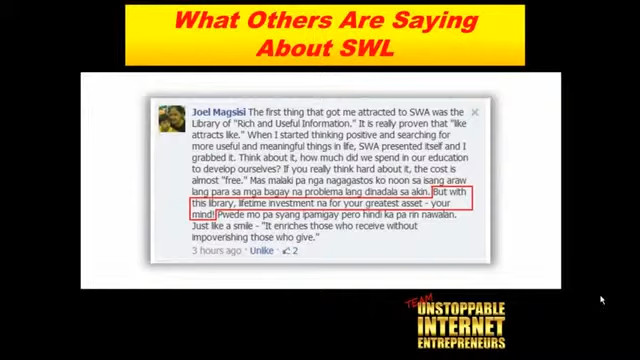 What Others Are Saying
About SWL
Joel Magsisi The first thing that got me attracted to SWA was the
Library of "Rich and Useful Information." It is really proven that "like
attracts like." When I started thinking positive and searching for
more useful and meaningful things in life, SWA presented itself and I
grabbed it. Think about it, how much did we spend in our education
to develop ourselves? If you really think hard about it, the cost is
almost "free." Mas malaki pa ng nagagastos ko noon sa isang araw
lang para sa mga bagay na problema lang dinadala sa akin. But with
this library, lifetime investment na for your greatest asset - your
mind! Pwede mo pa syang ipamigay pero hindi ka pa rin nawalan.
Just like a smile - "It enriches those who receive without
impoverishing those who give."
3 hours ago · Unlike · 2
TEAM
UNSTOPPABLE
INTERNET
ENTREPRENEURS